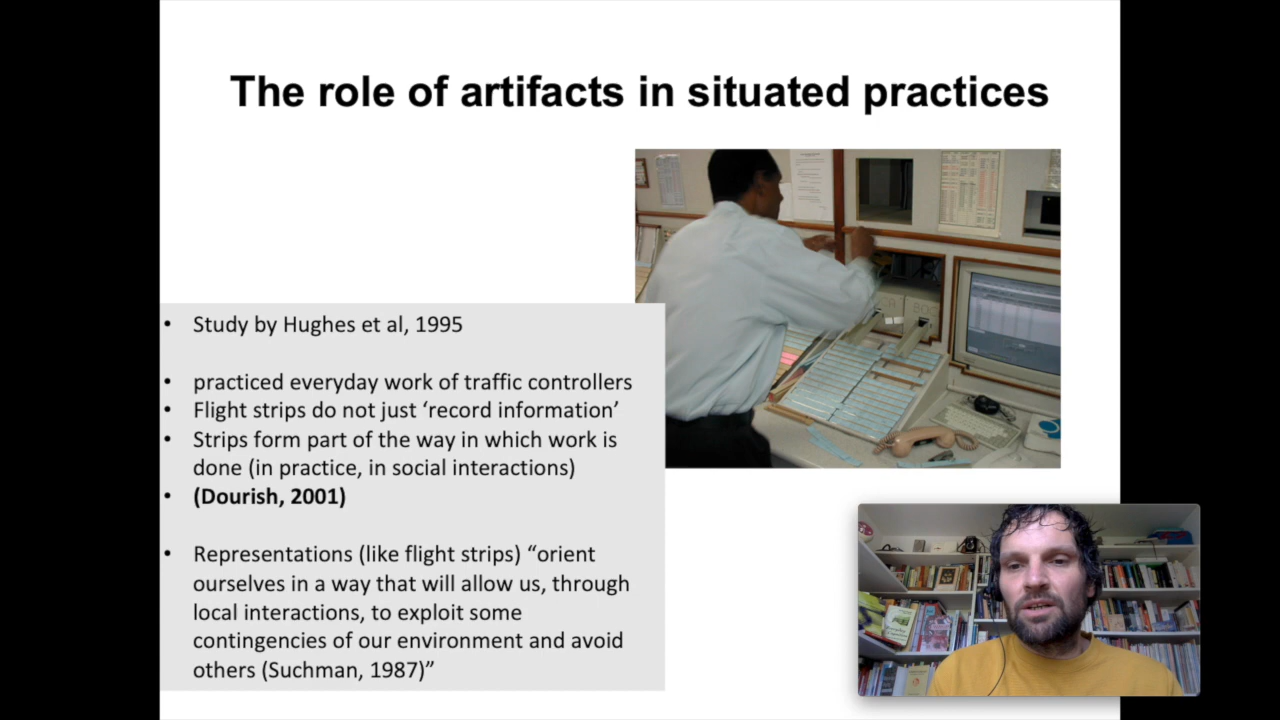 The role of artifacts in situated practices
• Study by Hughes et al, 1995
• practiced everyday work of traffic controllers
• Flight strips do not just ‘record information’
• Strips form part of the way in which work is
done (in practice, in social interactions)
• (Dourish, 2001)
• Representations (like flight strips) “orient
ourselves in a way that will allow us, through
local interactions, to exploit some
contingencies of our environment and avoid
others (Suchman, 1987)”